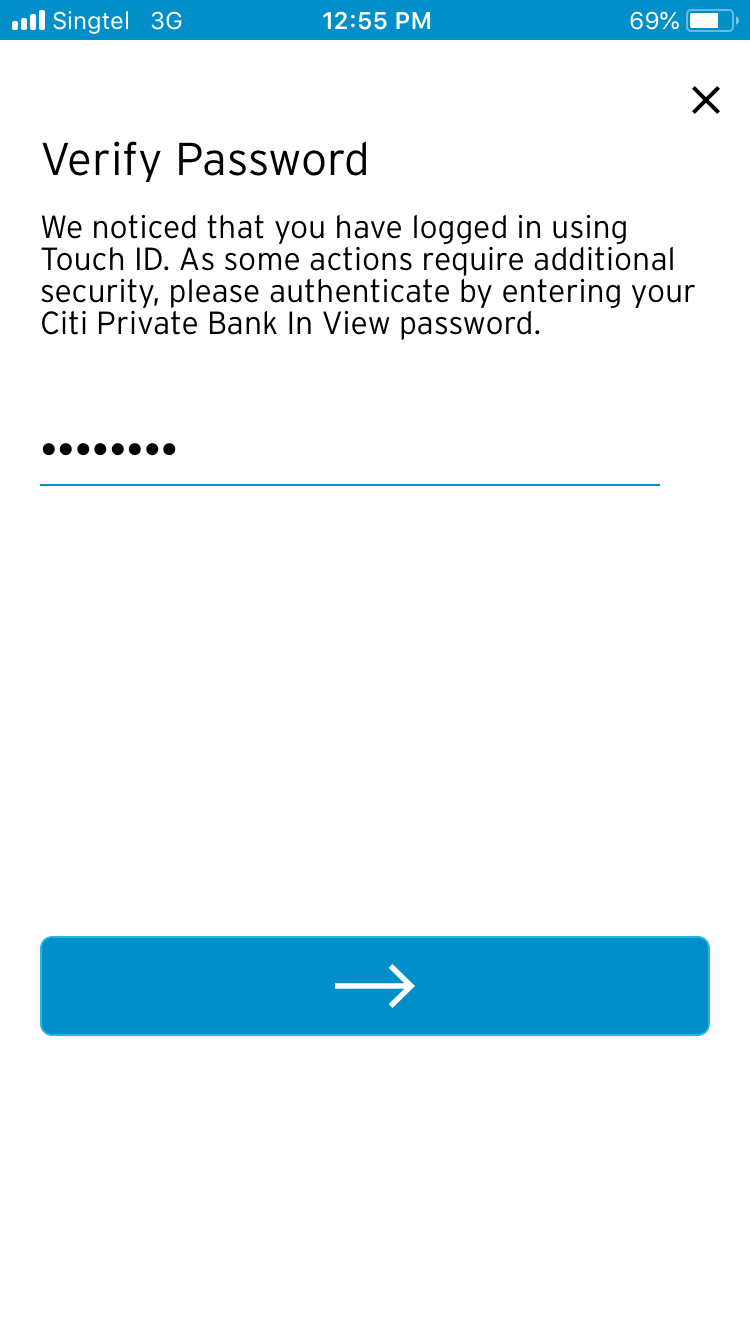 Singtel 3G 12:55 PM 69%
Verify Password
We noticed that you have logged in using
Touch ID. As some actions require additional
security, please authenticate by entering your
Citi Private Bank In View password.
••••••••